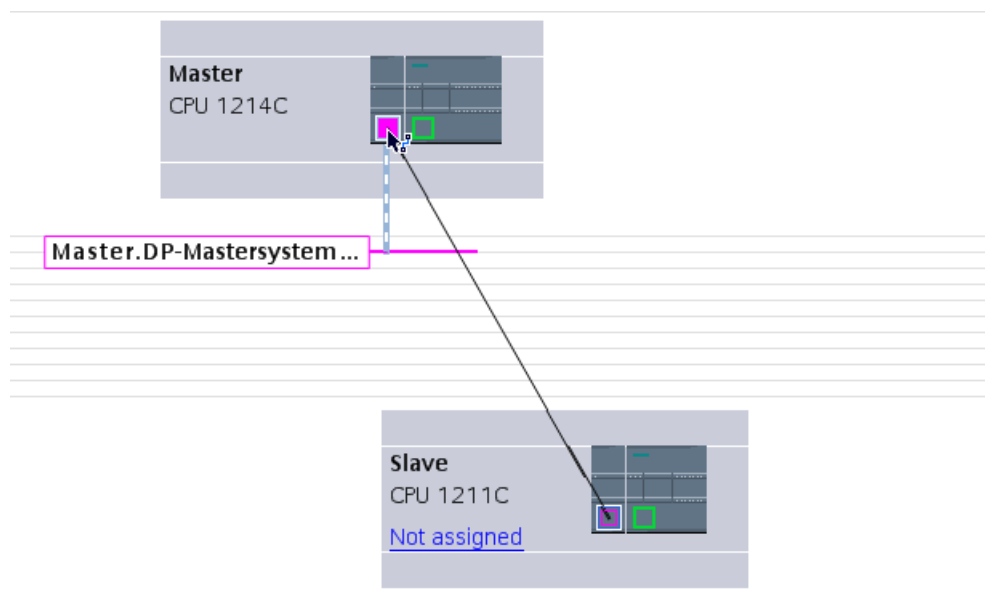 Master
CPU 1214C
Master.DP-Mastersystem...
Slave
CPU 1211C
Not assigned